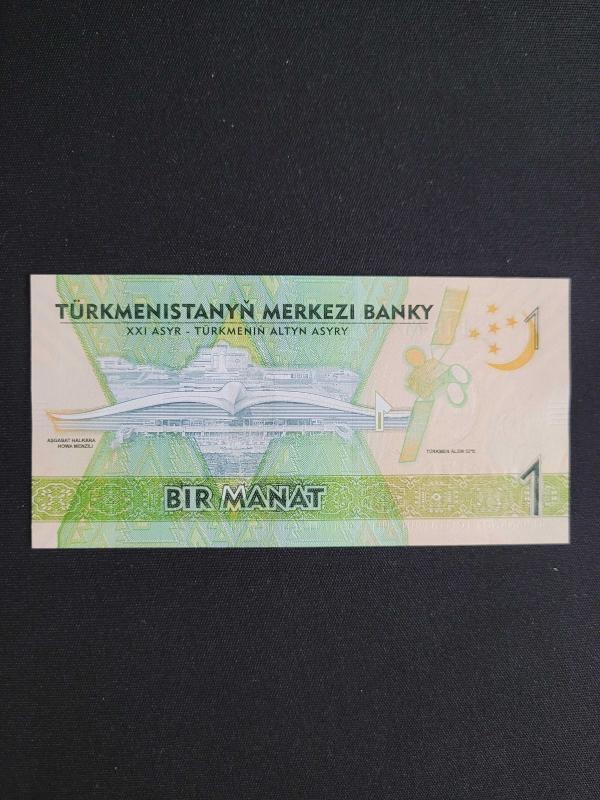 TÜRKMENISTANYŇ MERKEZI BANKY
XXI ASYR - TÜRKMENIŇ ALTYN ASYRY
1
AŞGABAT HALKARA
HOWA MENZILI
TÜRKMEN ÄLEM 52°E
BIR MANAT
1